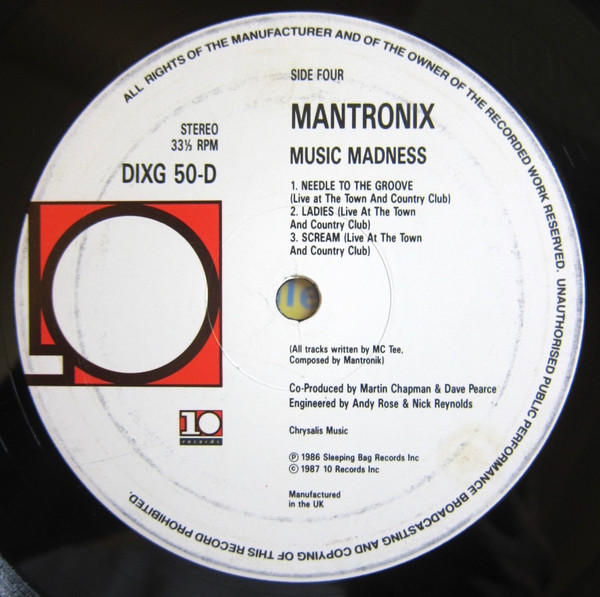 ALL RIGHTS OF THE MANUFACTURER AND OF THE OWNER OF THE RECORDED WORK RESERVED. UNAUTHORISED PUBLIC PERFORMANCE BROADCASTING AND COPYING OF THIS RECORD PROHIBITED.
SIDE FOUR
STEREO
33⅓ RPM
DIXG 50-D
MANTRONIX
MUSIC MADNESS
1. NEEDLE TO THE GROOVE
(Live at The Town And Country Club)
2. LADIES (Live At The Town
And Country Club)
3. SCREAM (Live At The Town
And Country Club)
(All tracks written by MC Tee,
Composed by Mantronik)
Co-Produced by Martin Chapman & Dave Pearce
Engineered by Andy Rose & Nick Reynolds
10
records
Chrysalis Music
℗ 1986 Sleeping Bag Records Inc
© 1987 10 Records Inc
Manufactured
in the UK